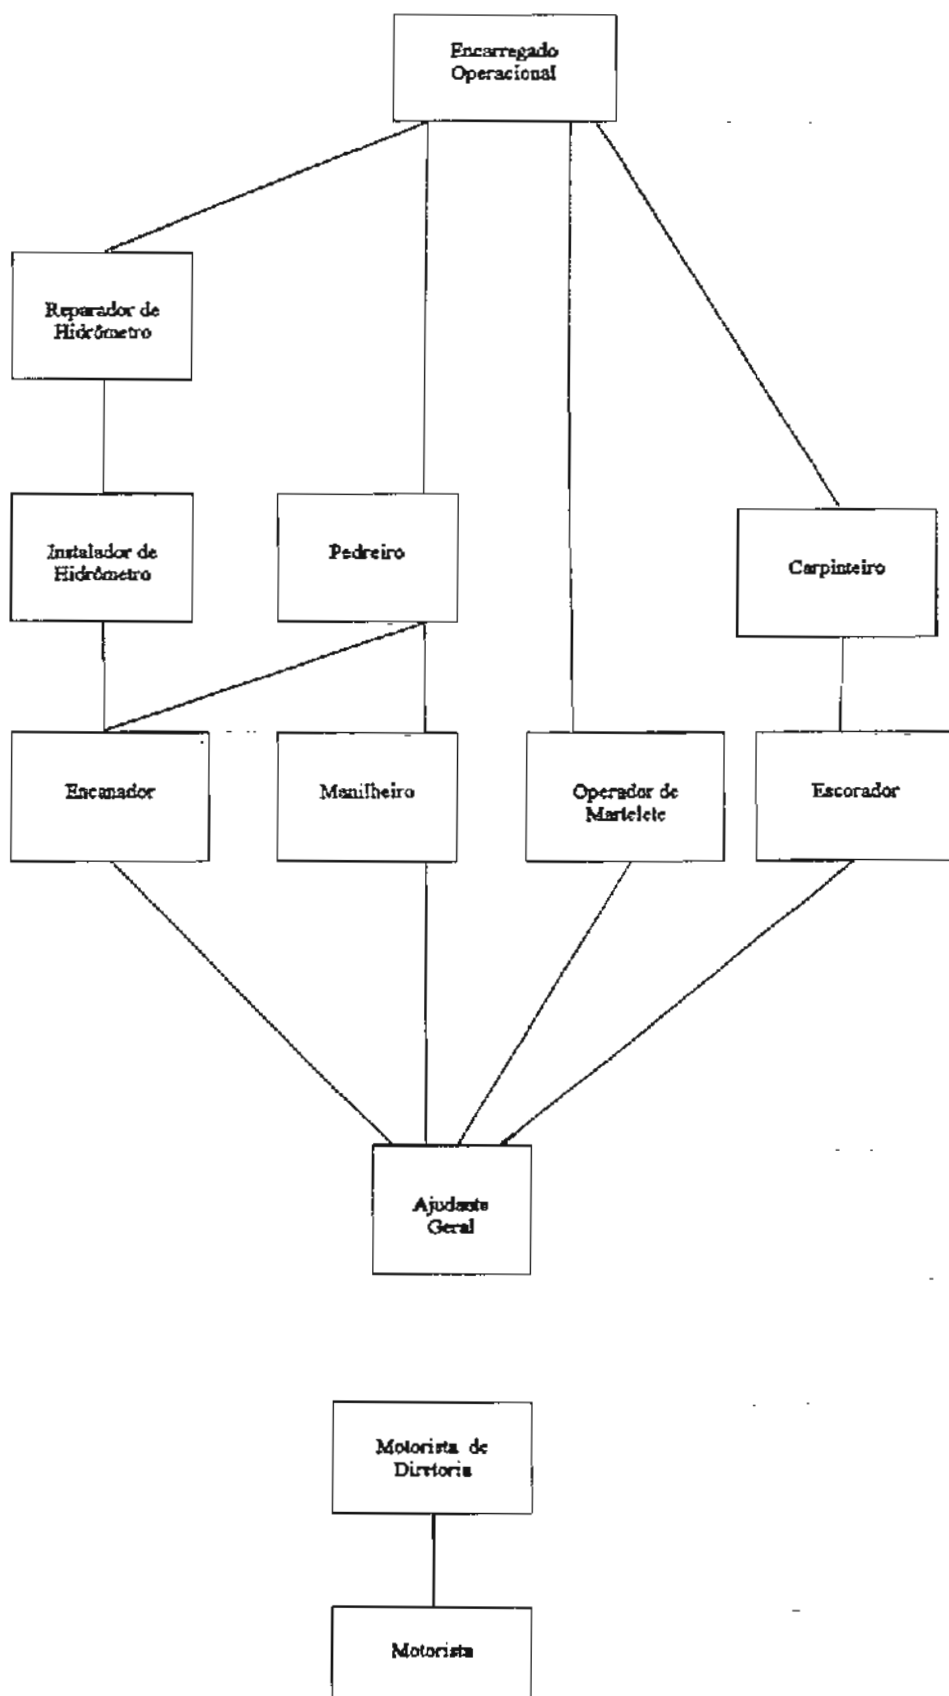 Encarregado
Operacional
Reparador de
Hidrômetro
Instalador de
Hidrômetro
Pedreiro
Carpinteiro
Encanador
Manilheiro
Operador de
Martelete
Escorador
Ajudante
Geral
Motorista de
Diretoria
Motorista